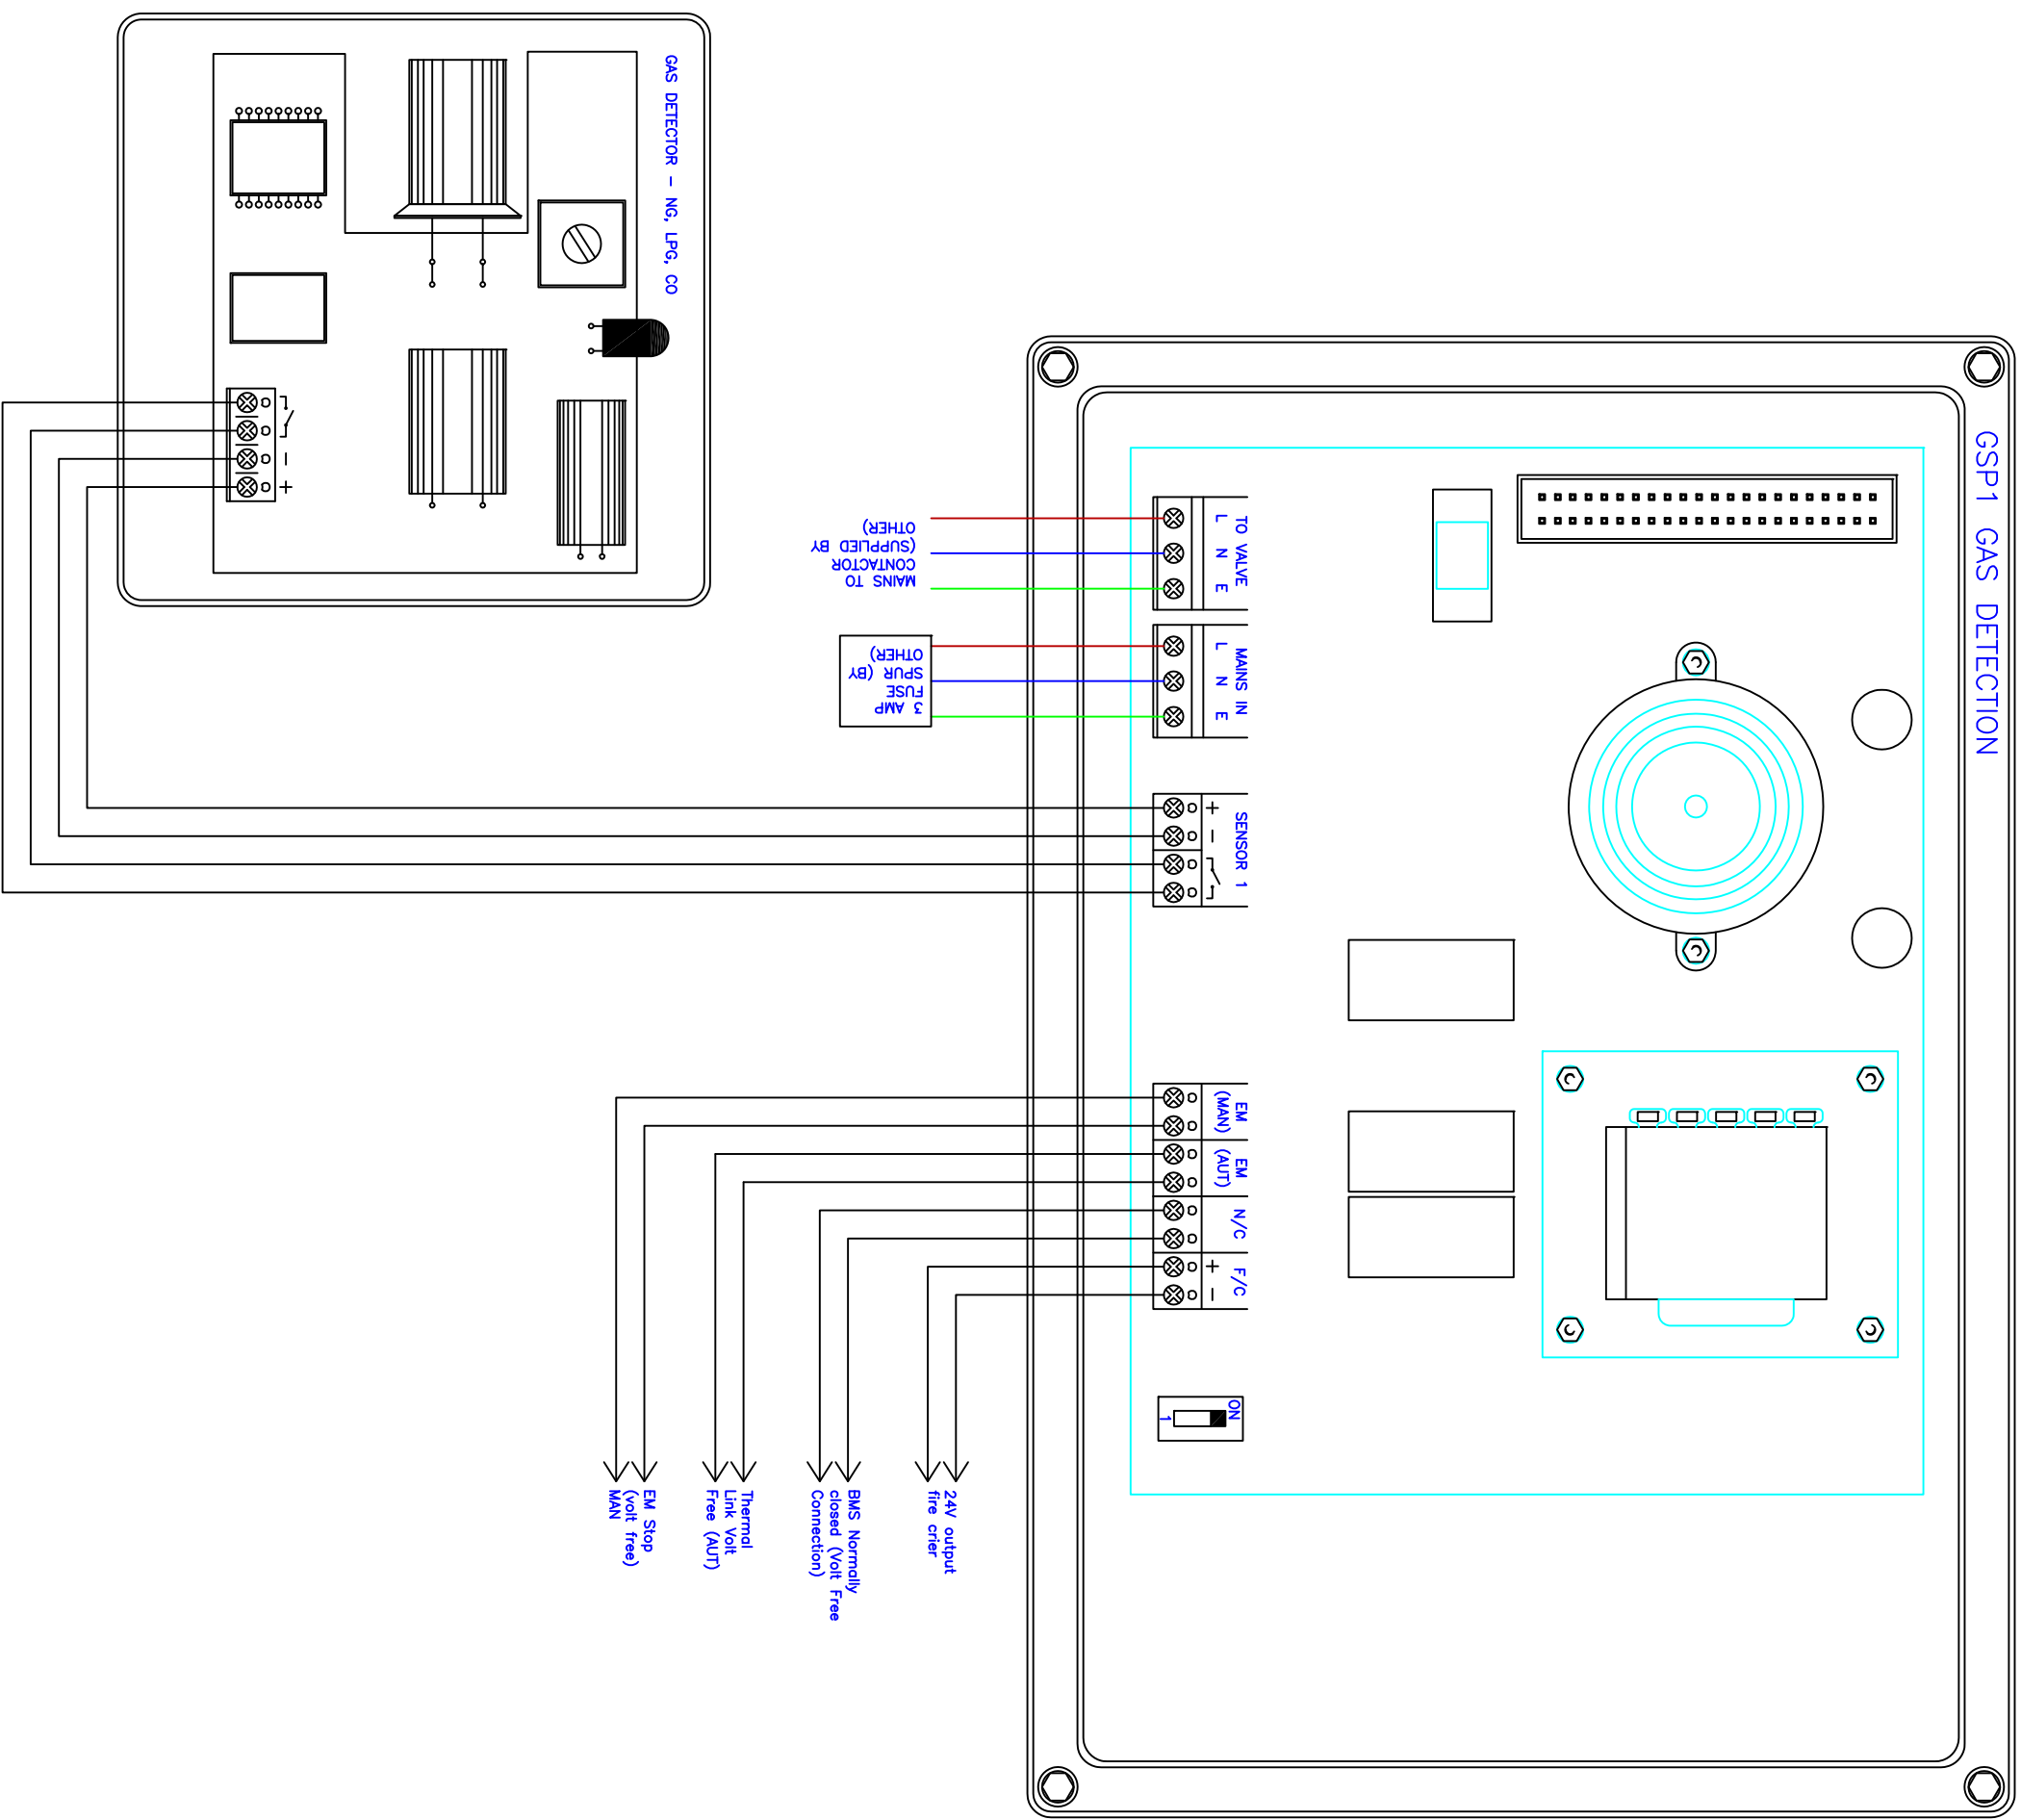 GSP1 GAS DETECTION
GAS DETECTOR - NG, LPG, CO
- +
TO VALVE
L N E
MAINS TO
CONTACTOR
(SUPPLIED BY
OTHER)
MAINS IN
L N E
3 AMP
FUSE
SPUR (BY
OTHER)
SENSOR 1
+ -
EM
(MAN)
EM
(AUT)
N/C
F/C
+ -
ON
1
24V output
fire crier
BMS Normally
closed (Volt Free
Connection)
Thermal
Link Volt
Free (AUT)
EM Stop
(volt free)
MAN